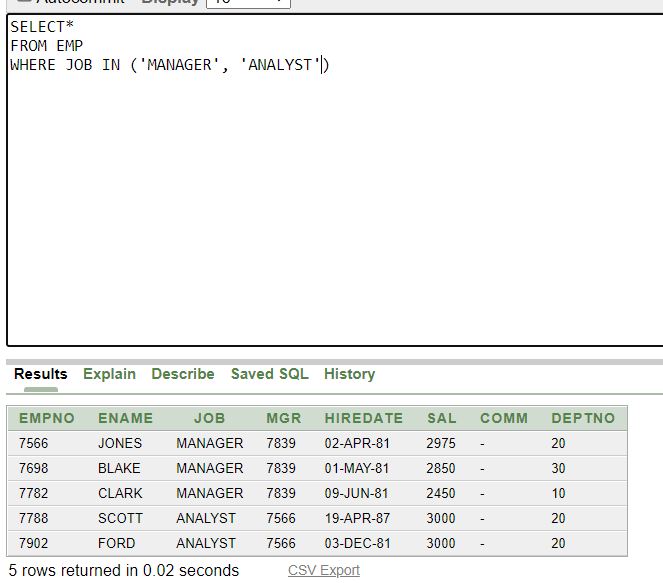 Autocommit Display 10
SELECT*
FROM EMP
WHERE JOB IN ('MANAGER', 'ANALYST')
Results Explain Describe Saved SQL History
EMPNO ENAME JOB MGR HIREDATE SAL COMM DEPTNO
7566 JONES MANAGER 7839 02-APR-81 2975 - 20
7698 BLAKE MANAGER 7839 01-MAY-81 2850 - 30
7782 CLARK MANAGER 7839 09-JUN-81 2450 - 10
7788 SCOTT ANALYST 7566 19-APR-87 3000 - 20
7902 FORD ANALYST 7566 03-DEC-81 3000 - 20
5 rows returned in 0.02 seconds CSV Export